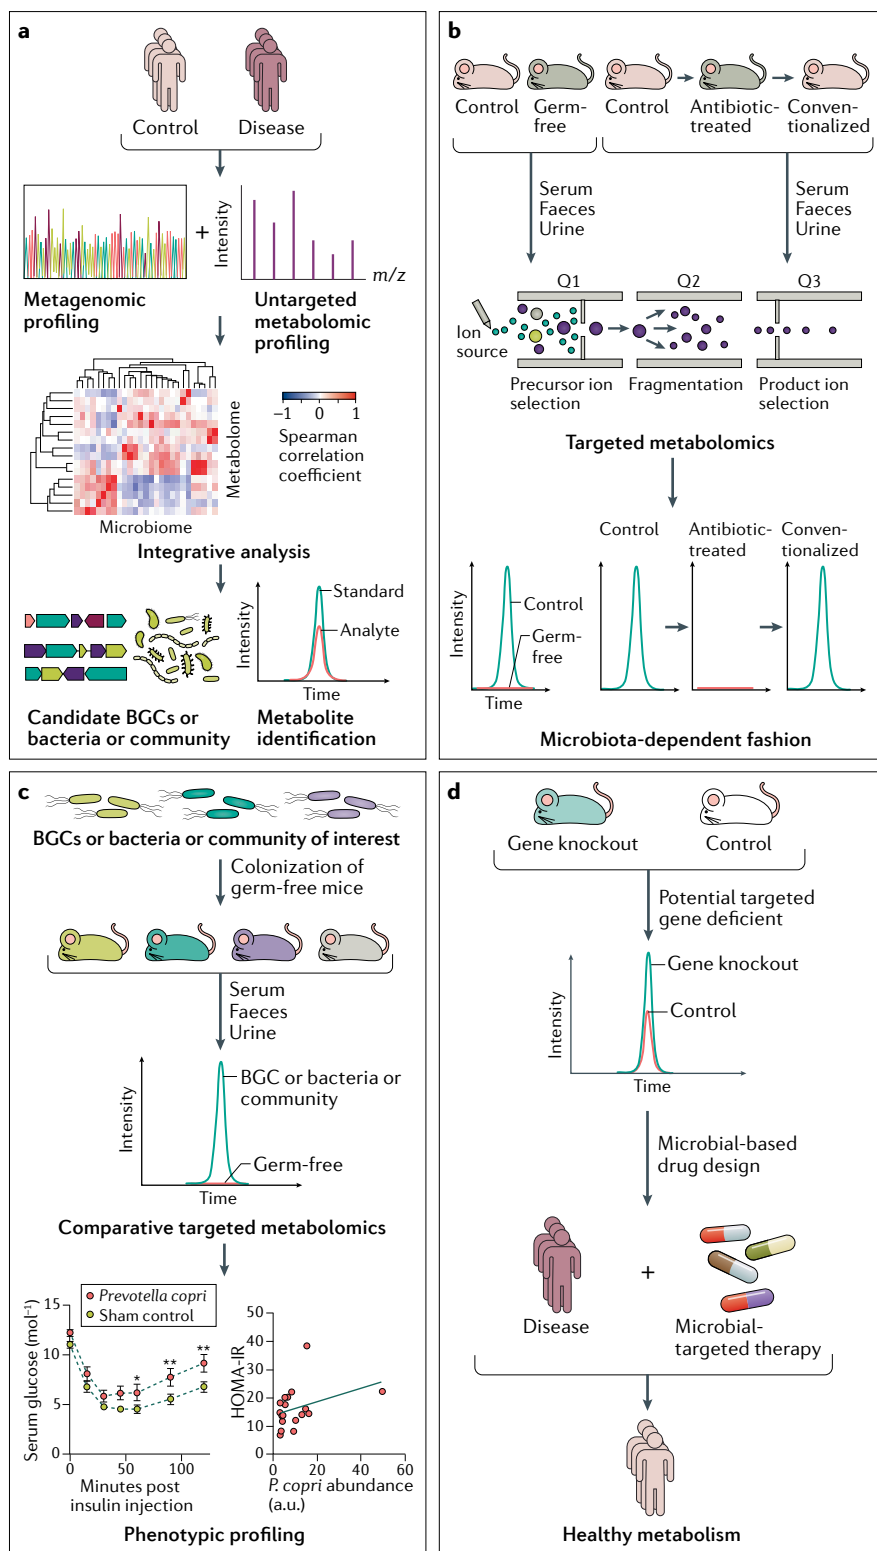 a
Control
Disease
Intensity
+
m/z
Metagenomic
profiling
Untargeted
metabolomic
profiling
Metabolome
Microbiome
−1 0 1
Spearman
correlation
coefficient
Integrative analysis
Intensity
Standard
Analyte
Time
Candidate BGCs or
bacteria or community
Metabolite
identification
b
Control
Germ-
free
Control
Antibiotic-
treated
Conven-
tionalized
Serum
Faeces
Urine
Serum
Faeces
Urine
Q1
Q2
Q3
Ion
source
Precursor ion
selection
Fragmentation
Product ion
selection
Targeted metabolomics
Control
Antibiotic-
treated
Conven-
tionalized
Intensity
Control
Germ-
free
Time
Microbiota-dependent fashion
c
BGCs or bacteria or community of interest
Colonization of
germ-free mice
Serum
Faeces
Urine
Intensity
BGC or bacteria or
community
Germ-free
Time
Comparative targeted metabolomics
Prevotella copri
Sham control
Serum glucose (mol⁻¹)
15
10
5
0
* ** **
0 50 100
Minutes post
insulin injection
HOMA-IR
50
40
30
20
10
0
0 20 40 60
P. copri abundance
(a.u.)
Phenotypic profiling
d
Gene knockout
Control
Potential targeted
gene deficient
Intensity
Gene knockout
Control
Time
Microbial-based
drug design
+
Disease
Microbial-
targeted therapy
Healthy metabolism